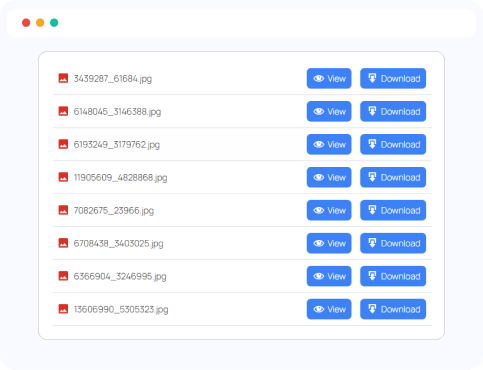 3439287_61684.jpg View Download
6148045_3146388.jpg View Download
6193249_3179762.jpg View Download
11905609_4828868.jpg View Download
7082675_23966.jpg View Download
6708438_3403025.jpg View Download
6366904_3246995.jpg View Download
13606990_5305323.jpg View Download